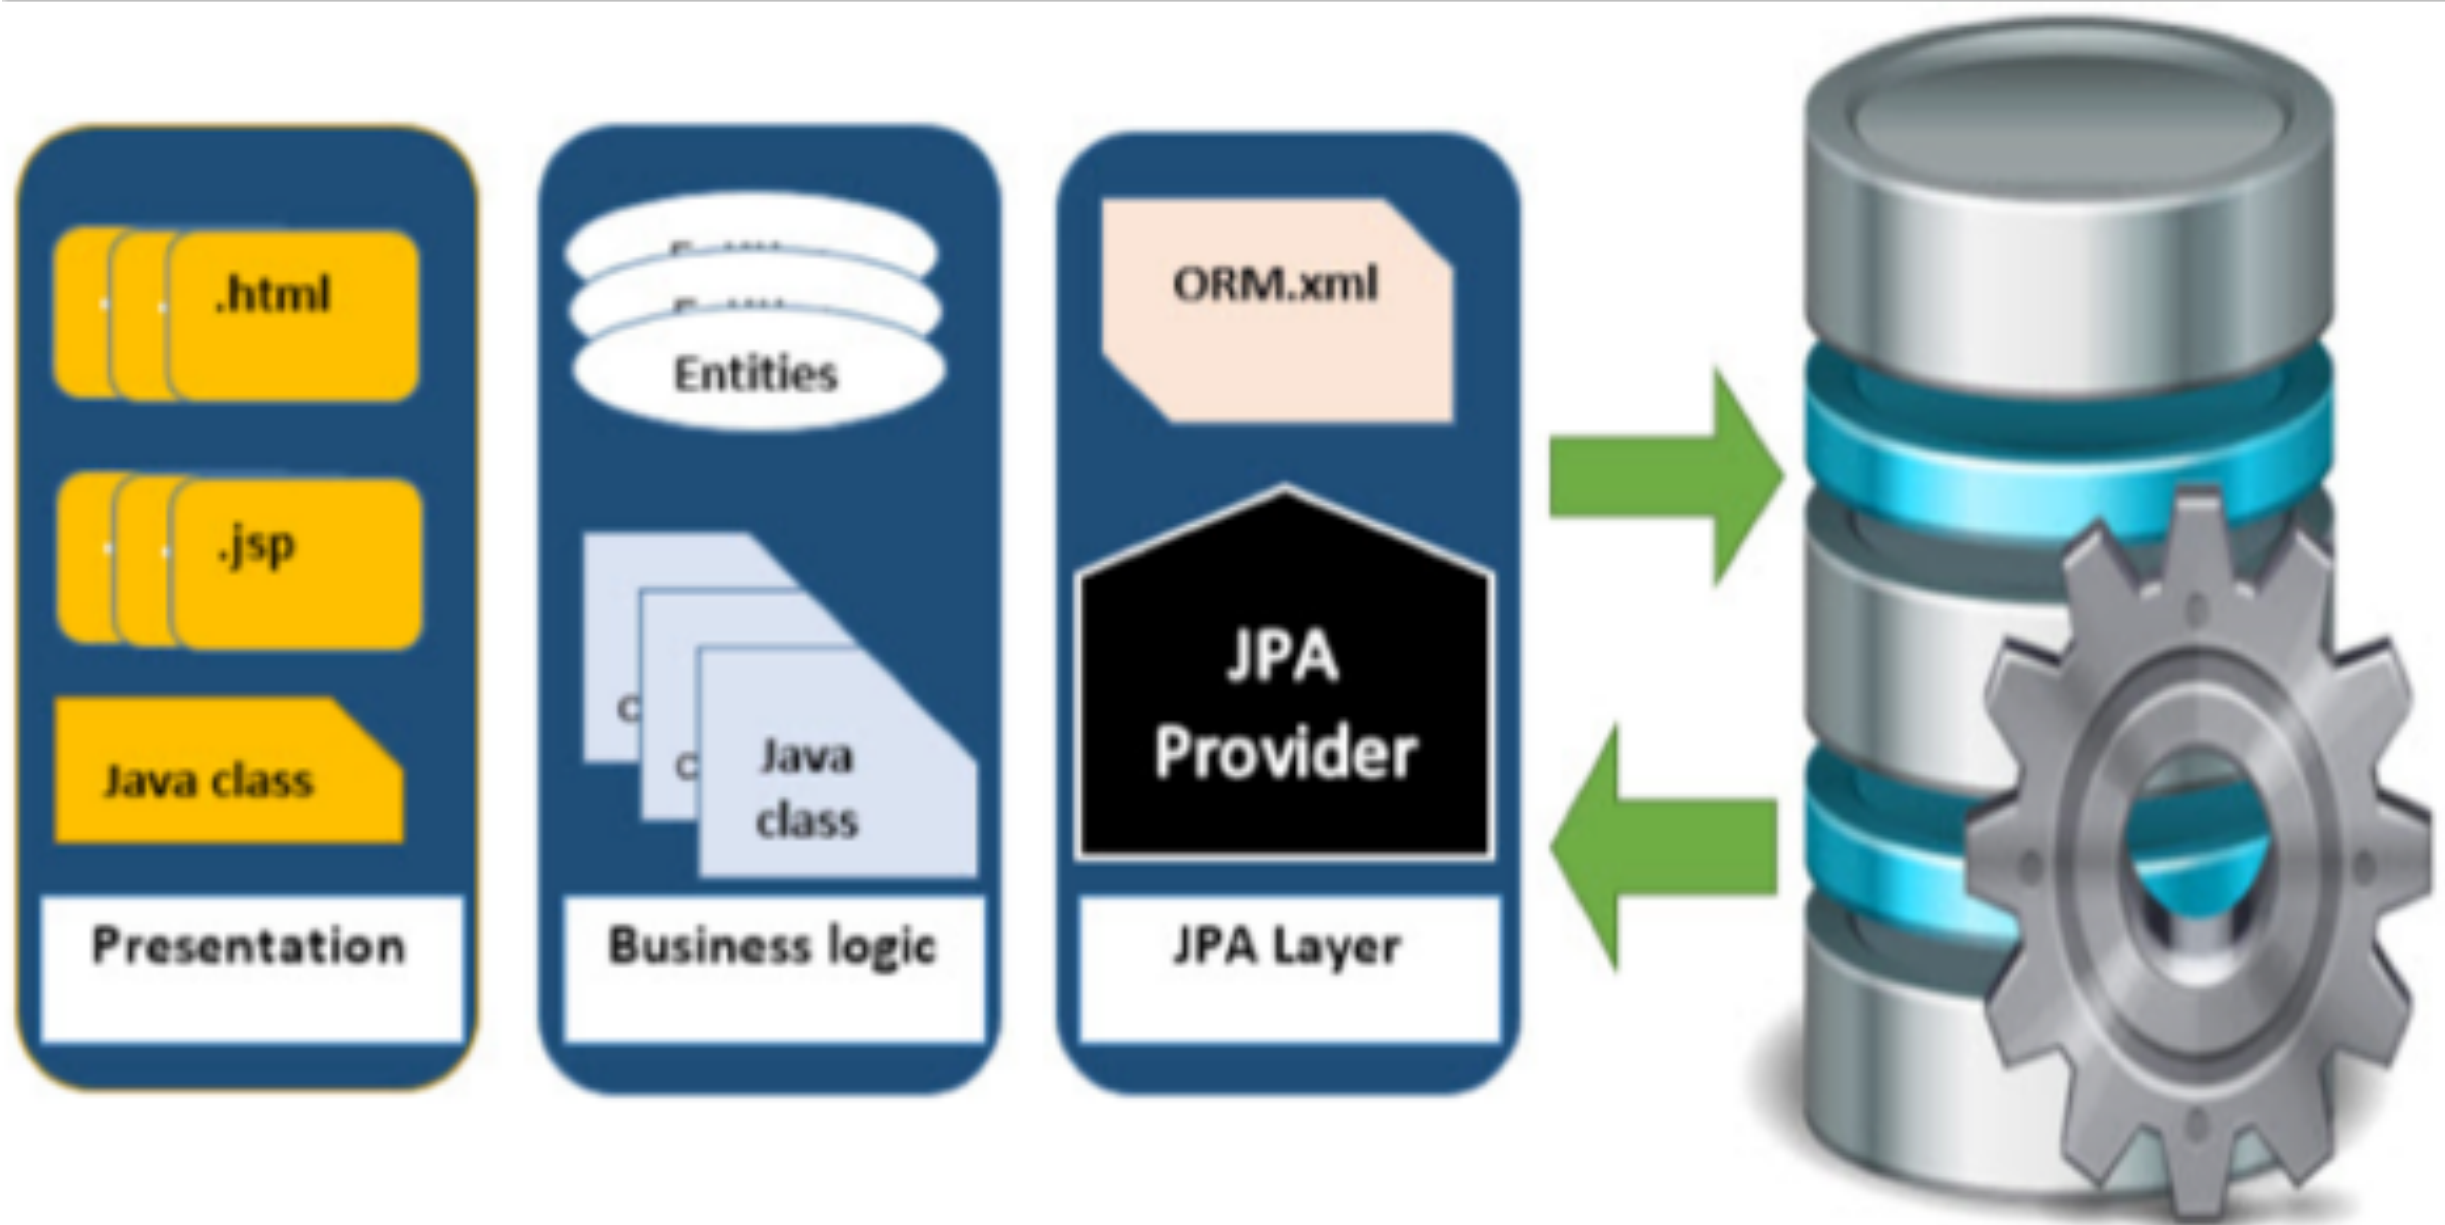 .html
.jsp
Java class
Presentation
Entities
Java
class
Business logic
ORM.xml
JPA
Provider
JPA Layer